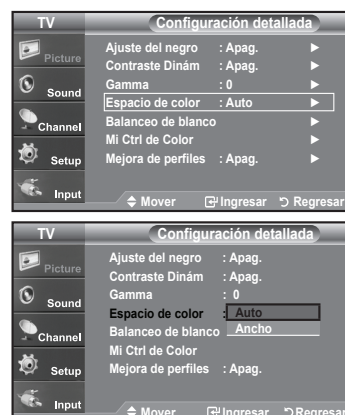 TV Configuración detallada
Picture
Sound
Channel
Setup
Input
Ajuste del negro : Apag. ►
Contraste Dinám : Apag. ►
Gamma : 0 ►
Espacio de color : Auto ►
Balanceo de blanco ►
Mi Ctrl de Color ►
Mejora de perfiles : Apag. ►
Mover Ingresar Regresar
TV Configuración detallada
Picture
Sound
Channel
Setup
Input
Ajuste del negro : Apag.
Contraste Dinám : Apag.
Gamma : 0
Espacio de color : Auto
Balanceo de blanco Ancho
Mi Ctrl de Color
Mejora de perfiles : Apag.
Mover Ingresar Regresar